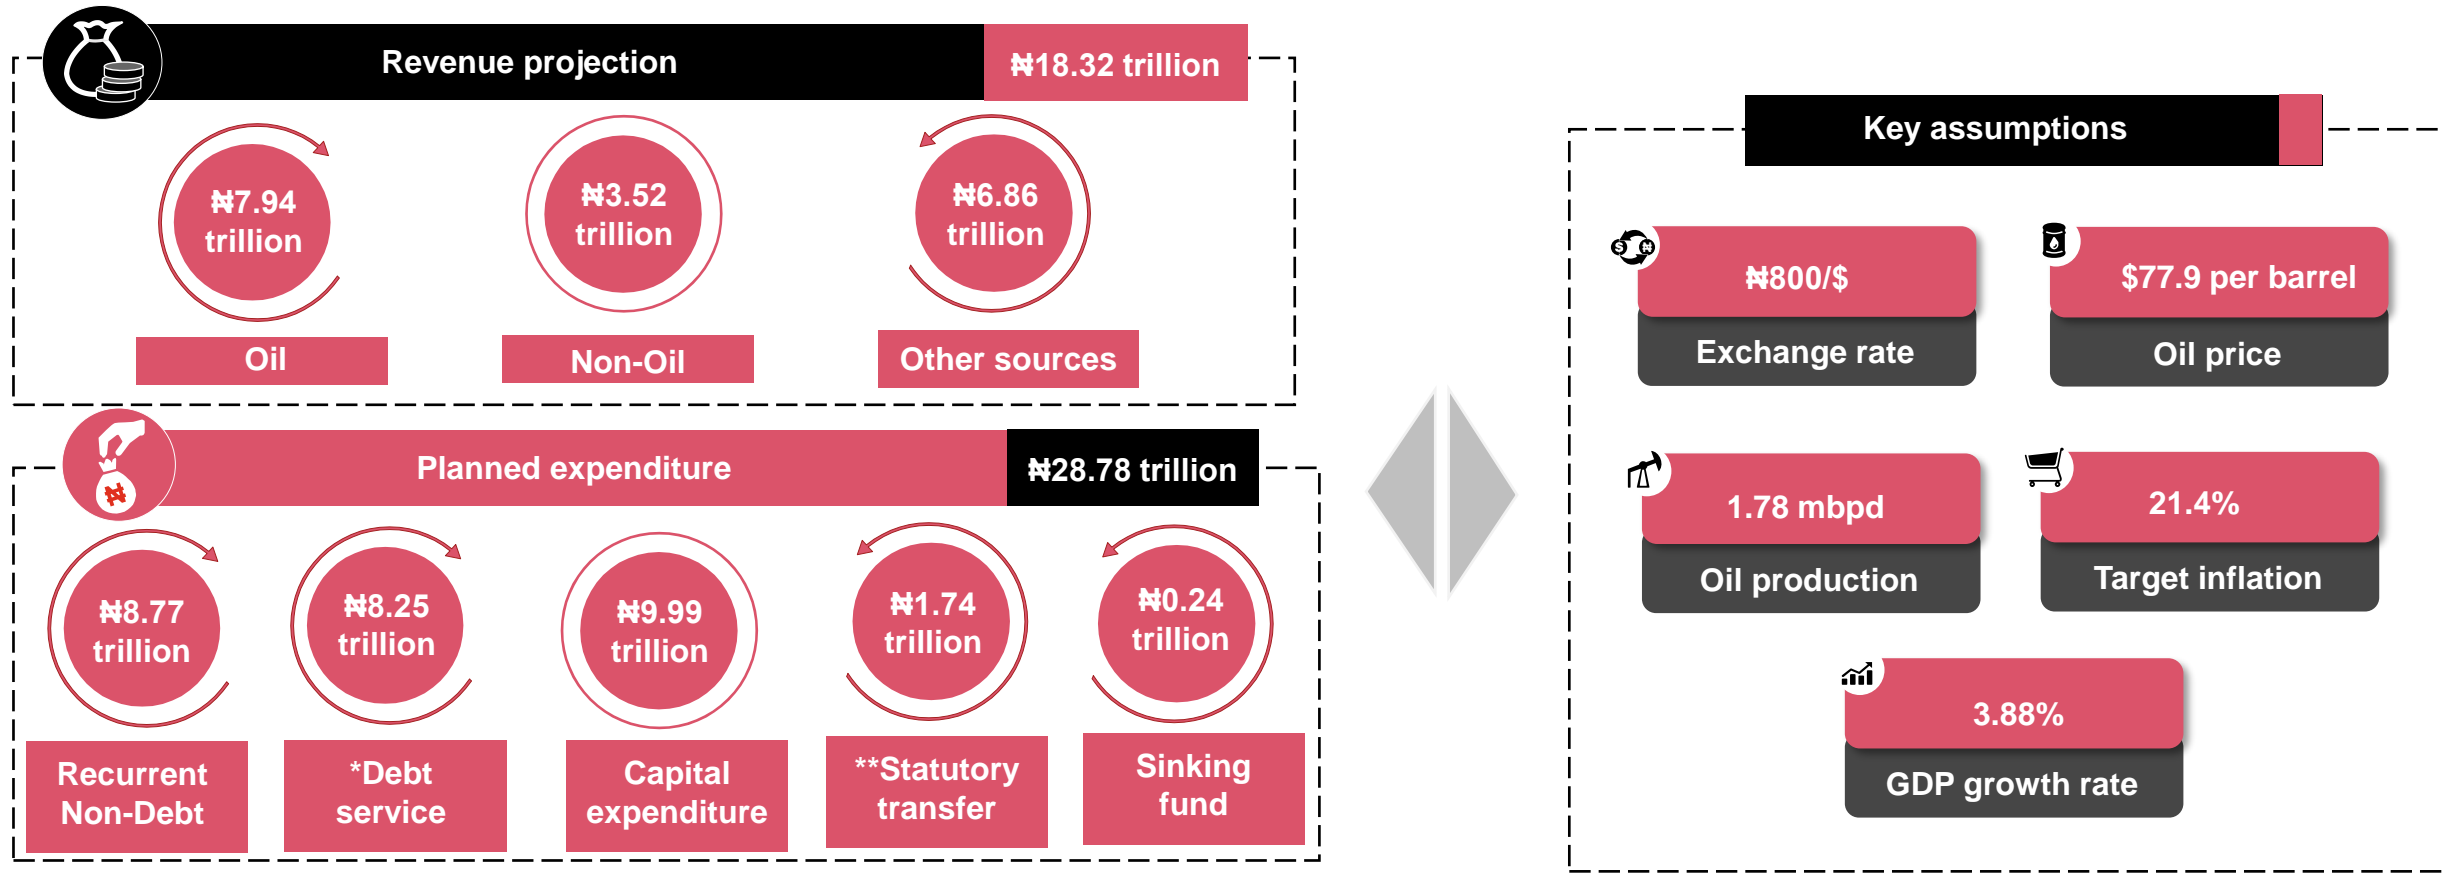 Revenue projection
₦18.32 trillion
₦7.94
trillion
Oil
₦3.52
trillion
Non-Oil
₦6.86
trillion
Other sources
Planned expenditure
₦28.78 trillion
₦
₦8.77
trillion
Recurrent
Non-Debt
₦8.25
trillion
*Debt
service
₦9.99
trillion
Capital
expenditure
₦1.74
trillion
**Statutory
transfer
₦0.24
trillion
Sinking
fund
Key assumptions
$ ₦
₦800/$
Exchange rate
$77.9 per barrel
Oil price
1.78 mbpd
Oil production
21.4%
Target inflation
3.88%
GDP growth rate